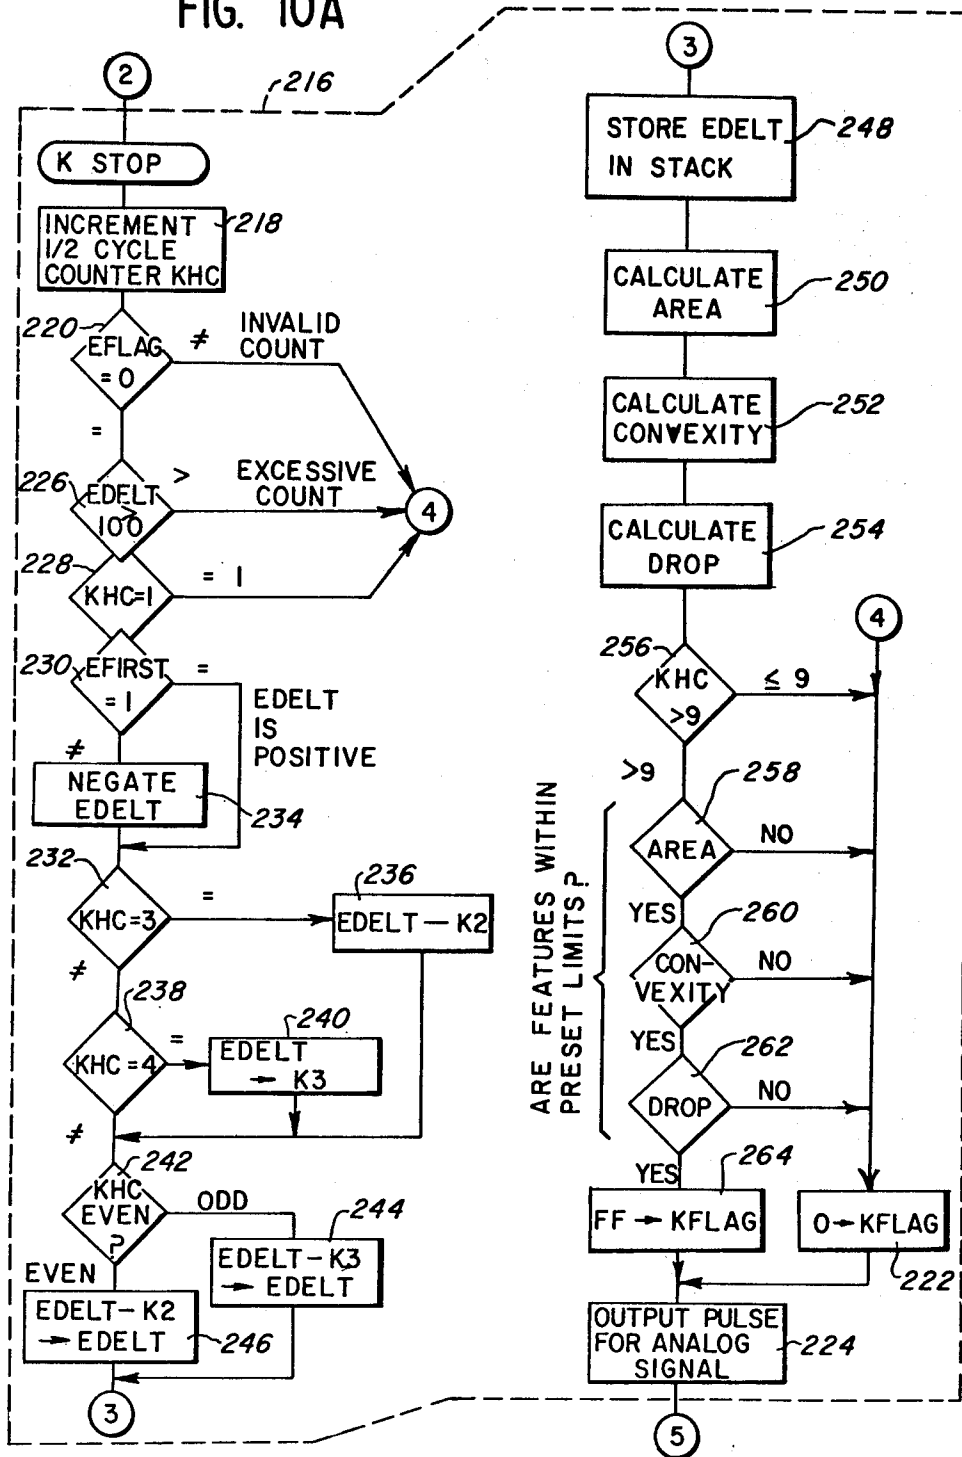 FIG. 10A
2
216
K STOP
INCREMENT
1/2 CYCLE
COUNTER KHC
218
220
EFLAG
= 0
≠
INVALID
COUNT
=
226
EDELT
>
100
>
EXCESSIVE
COUNT
4
228
KHC=1
= 1
230
EFIRST
= 1
=
EDELT
IS
POSITIVE
≠
NEGATE
EDELT
234
232
KHC=3
=
236
EDELT — K2
≠
238
KHC=4
=
240
EDELT
→ K3
≠
242
KHC
EVEN
?
ODD
244
EDELT-K3
→ EDELT
EVEN
EDELT-K2
→ EDELT
246
3
3
STORE EDELT
IN STACK
248
CALCULATE
AREA
250
CALCULATE
CONVEXITY
252
CALCULATE
DROP
254
4
256
KHC
>9
≤ 9
>9
258
ARE FEATURES WITHIN
PRESET LIMITS?
AREA
NO
YES
260
CON-
VEXITY
NO
YES
262
DROP
NO
YES
264
FF → KFLAG
0→ KFLAG
222
OUTPUT PULSE
FOR ANALOG
SIGNAL
224
5